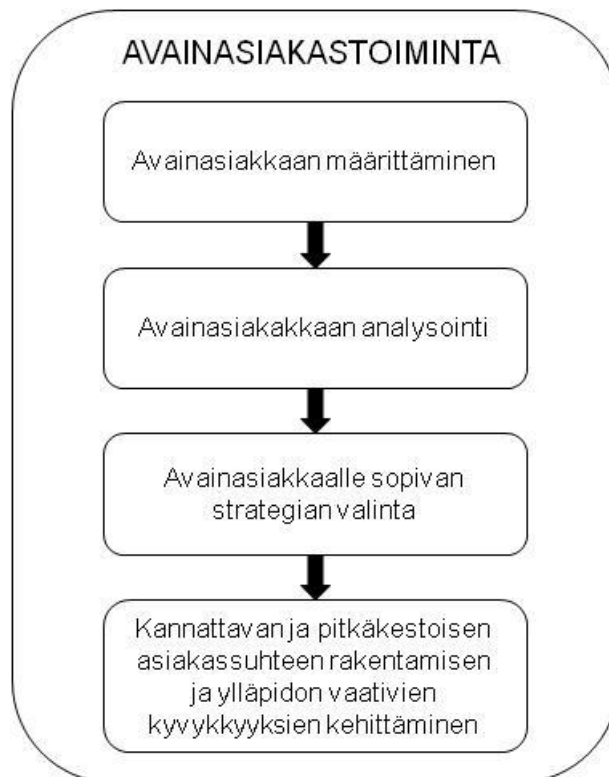 AVAINASIAKASTOIMINTA
Avainasiakkaan määrittäminen
Avainasiakakkaan analysointi
Avainasiakkaalle sopivan
strategian valinta
Kannattavan ja pitkäkestoisen
asiakassuhteen rakentamisen
ja ylläpidon vaativien
kyvykkyyksien kehittäminen